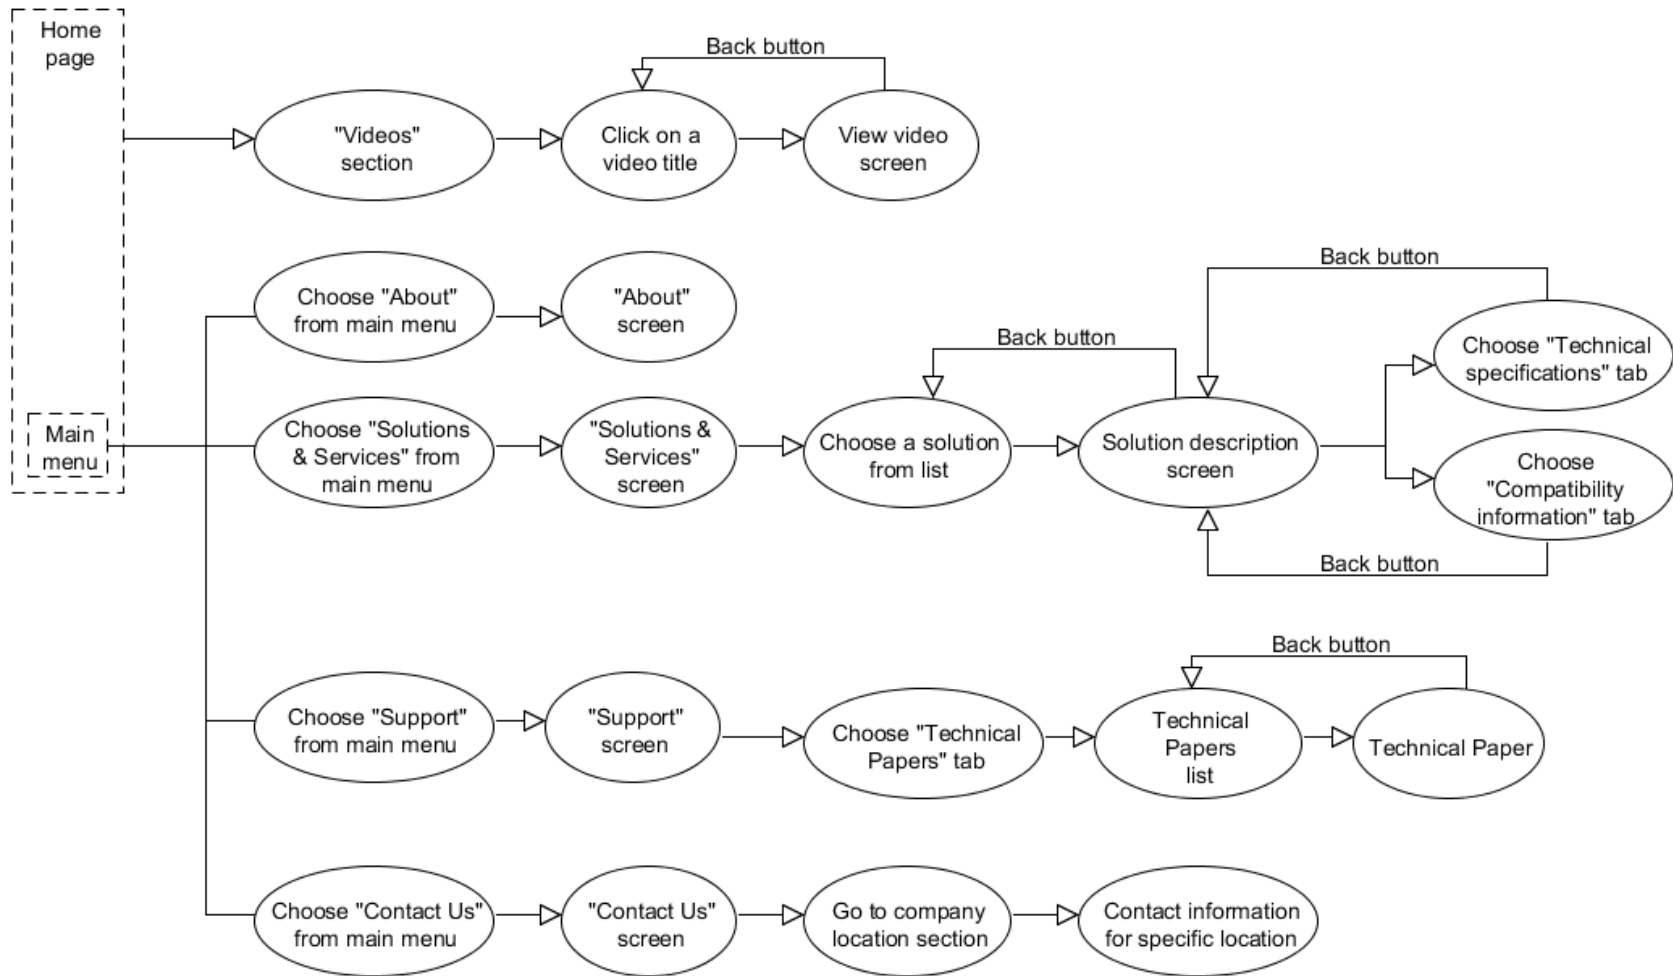 Home
page
Back button
"Videos"
section
Click on a
video title
View video
screen
Choose "About"
from main menu
"About"
screen
Back button
Back button
Main
menu
Choose "Solutions
& Services" from
main menu
"Solutions &
Services"
screen
Choose a solution
from list
Solution description
screen
Choose "Technical
specifications" tab
Choose
"Compatibility
information" tab
Back button
Back button
Choose "Support"
from main menu
"Support"
screen
Choose "Technical
Papers" tab
Technical
Papers
list
Technical Paper
Choose "Contact Us"
from main menu
"Contact Us"
screen
Go to company
location section
Contact information
for specific location